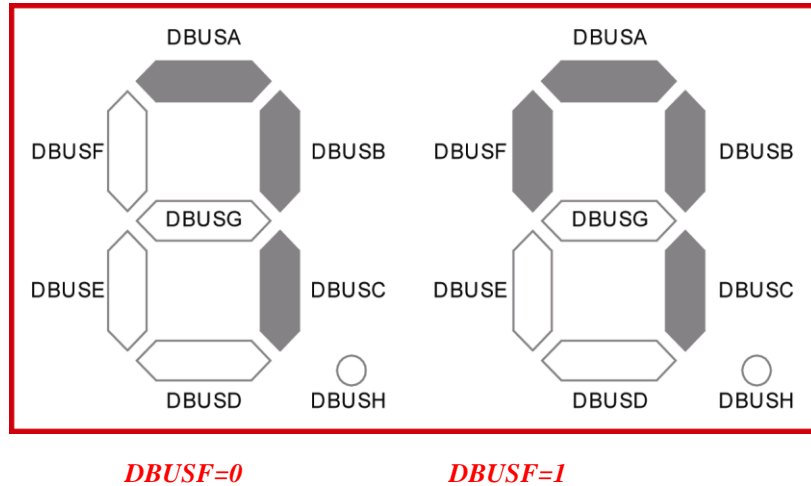 DBUSA DBUSA
DBUSF DBUSB DBUSF DBUSB
DBUSG DBUSG
DBUSE DBUSC DBUSE DBUSC
DBUSD DBUSH DBUSD DBUSH
DBUSF=0 DBUSF=1